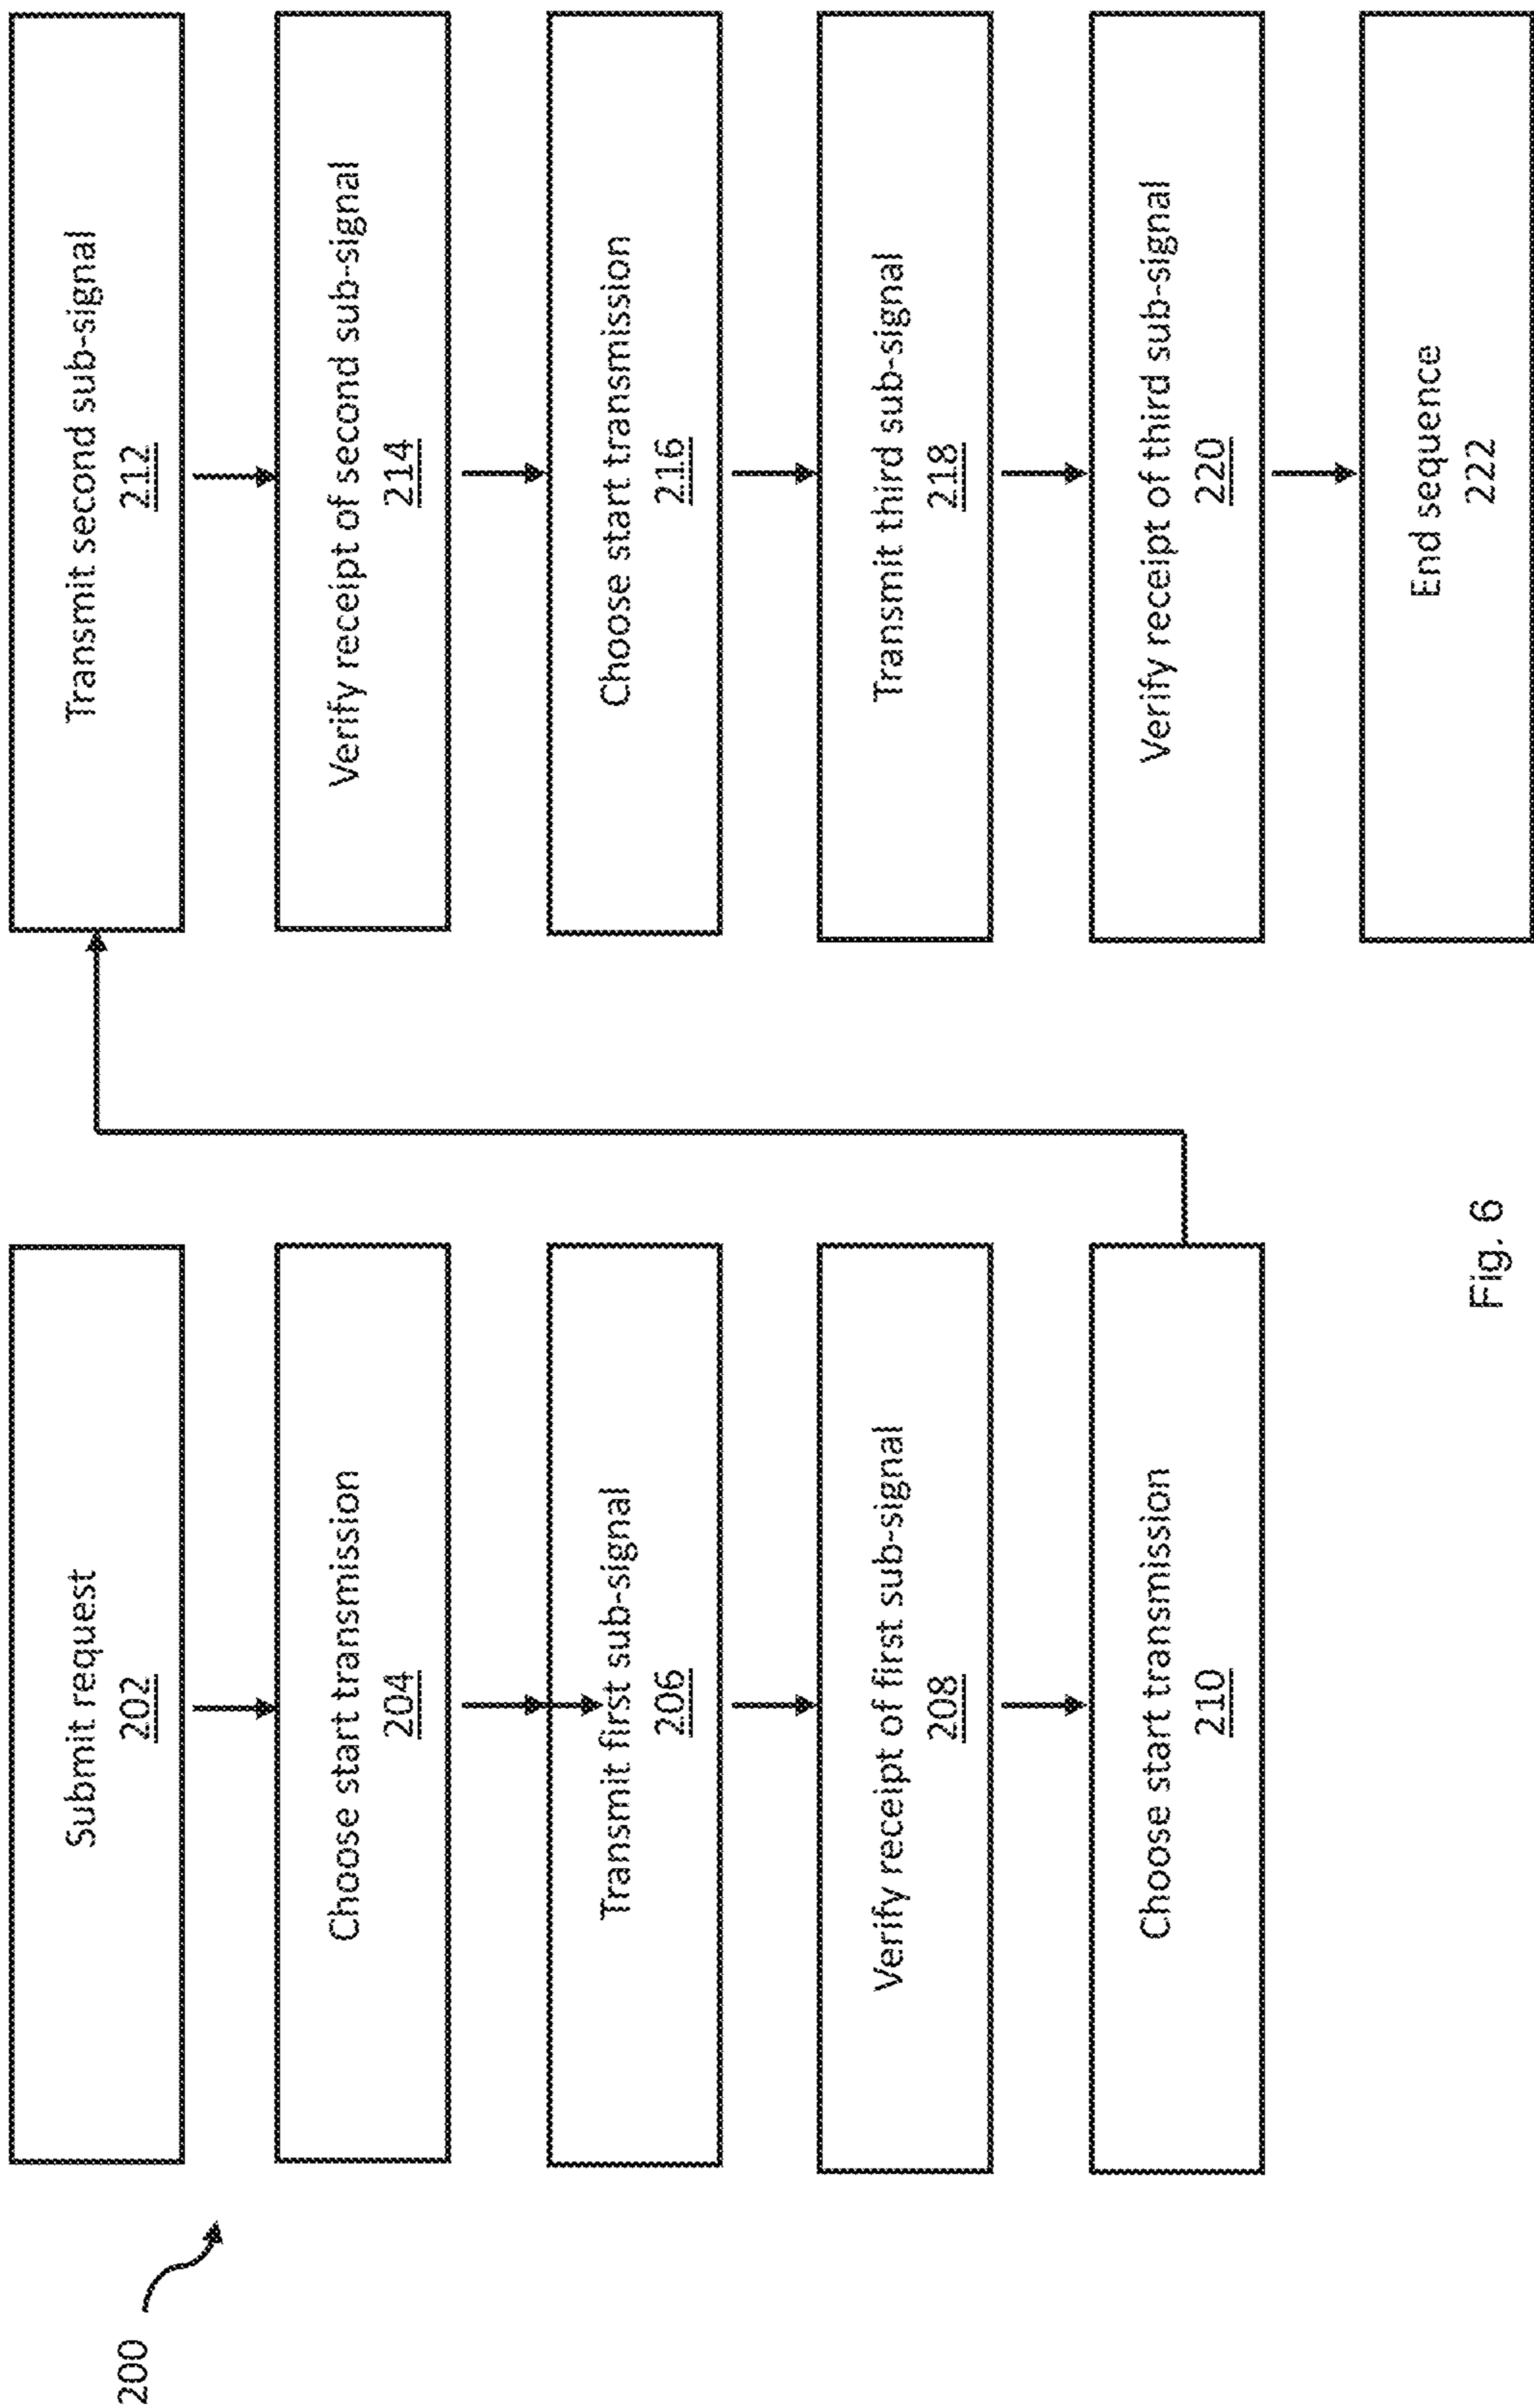 200
Submit request
202
Choose start transmission
204
Transmit first sub-signal
206
Verify receipt of first sub-signal
208
Choose start transmission
210
Transmit second sub-signal
212
Verify receipt of second sub-signal
214
Choose start transmission
216
Transmit third sub-signal
218
Verify receipt of third sub-signal
220
End sequence
222
Fig. 6